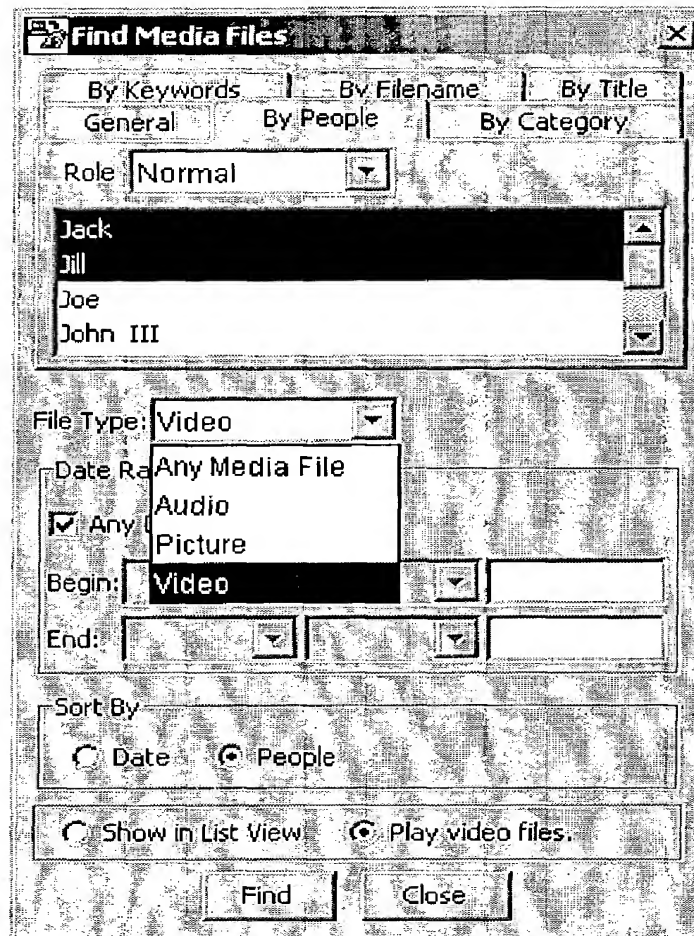 Find Media Files
By Keywords By Filename By Title
General By People By Category
Role Normal
Jack
Jill
Joe
John III
File Type: Video
Any Media File
Date Ra
Audio
Any
Picture
Begin: Video
End:
Sort By
Date People
Show in List View Play video files.
Find Close